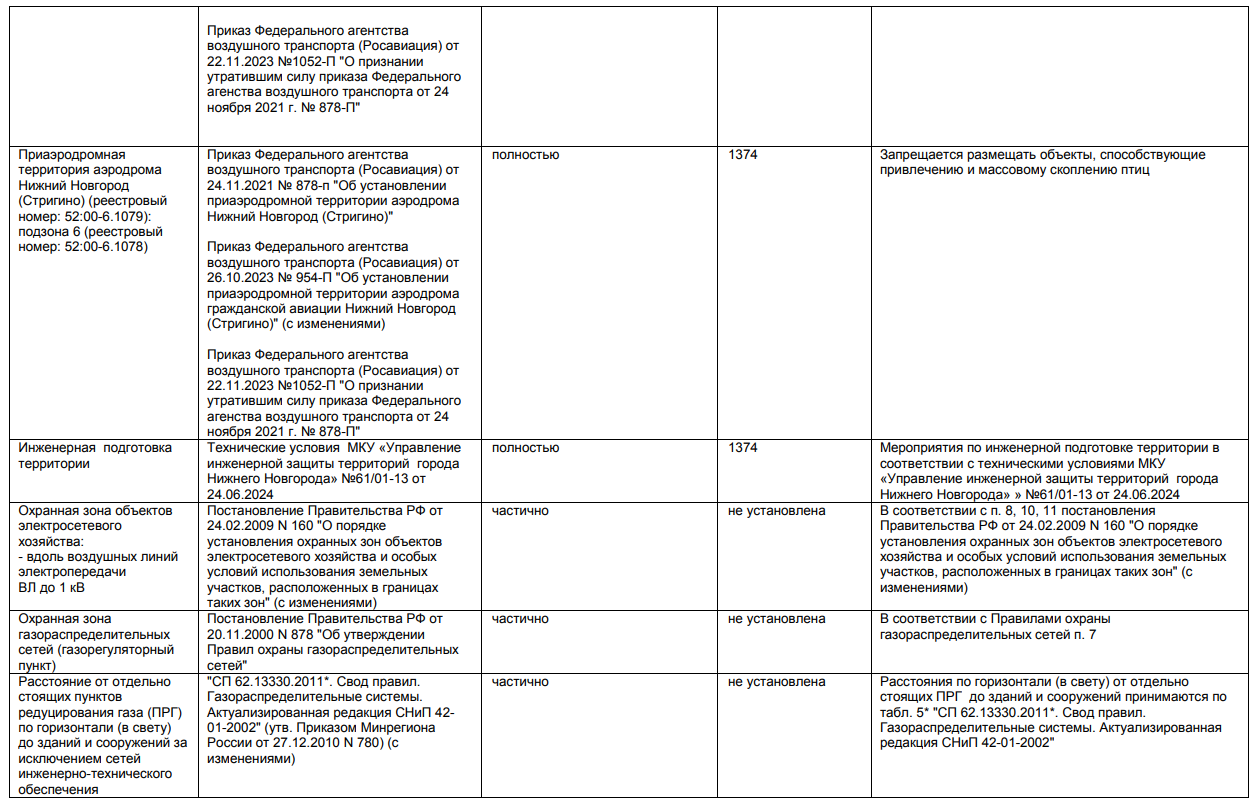 Приказ Федерального агентства
воздушного транспорта (Росавиация) от
22.11.2023 №1052-П "О признании
утратившим силу приказа Федерального
агенства воздушного транспорта от 24
ноября 2021 г. № 878-П"
Приаэродромная
территория аэродрома
Нижний Новгород
(Стригино) (реестровый
номер: 52:00-6.1079):
подзона 6 (реестровый
номер: 52:00-6.1078)
Приказ Федерального агентства
воздушного транспорта (Росавиация) от
24.11.2021 № 878-п "Об установлении
приаэродромной территории аэродрома
Нижний Новгород (Стригино)"
Приказ Федерального агентства
воздушного транспорта (Росавиация) от
26.10.2023 № 954-П "Об установлении
приаэродромной территории аэродрома
гражданской авиации Нижний Новгород
(Стригино)" (с изменениями)
Приказ Федерального агентства
воздушного транспорта (Росавиация) от
22.11.2023 №1052-П "О признании
утратившим силу приказа Федерального
агенства воздушного транспорта от 24
ноября 2021 г. № 878-П"
полностью
1374
Запрещается размещать объекты, способствующие
привлечению и массовому скоплению птиц
Инженерная подготовка
территории
Технические условия МКУ «Управление
инженерной защиты территорий города
Нижнего Новгорода» №61/01-13 от
24.06.2024
полностью
1374
Мероприятия по инженерной подготовке территории в
соответствии с техническими условиями МКУ
«Управление инженерной защиты территорий города
Нижнего Новгорода» » №61/01-13 от 24.06.2024
Охранная зона объектов
электросетевого
хозяйства:
- вдоль воздушных линий
электропередачи
ВЛ до 1 кВ
Постановление Правительства РФ от
24.02.2009 N 160 "О порядке
установления охранных зон объектов
электросетевого хозяйства и особых
условий использования земельных
участков, расположенных в границах
таких зон" (с изменениями)
частично
не установлена
В соответствии с п. 8, 10, 11 постановления
Правительства РФ от 24.02.2009 N 160 "О порядке
установления охранных зон объектов электросетевого
хозяйства и особых условий использования земельных
участков, расположенных в границах таких зон" (с
изменениями)
Охранная зона
газораспределительных
сетей (газорегуляторный
пункт)
Постановление Правительства РФ от
20.11.2000 N 878 "Об утверждении
Правил охраны газораспределительных
сетей"
частично
не установлена
В соответствии с Правилами охраны
газораспределительных сетей п. 7
Расстояние от отдельно
стоящих пунктов
редуцирования газа (ПРГ)
по горизонтали (в свету)
до зданий и сооружений за
исключением сетей
инженерно-технического
обеспечения
"СП 62.13330.2011*. Свод правил.
Газораспределительные системы.
Актуализированная редакция СНиП 42-
01-2002" (утв. Приказом Минрегиона
России от 27.12.2010 N 780) (с
изменениями)
частично
не установлена
Расстояния по горизонтали (в свету) от отдельно
стоящих ПРГ до зданий и сооружений принимаются по
табл. 5* "СП 62.13330.2011*. Свод правил.
Газораспределительные системы. Актуализированная
редакция СНиП 42-01-2002"